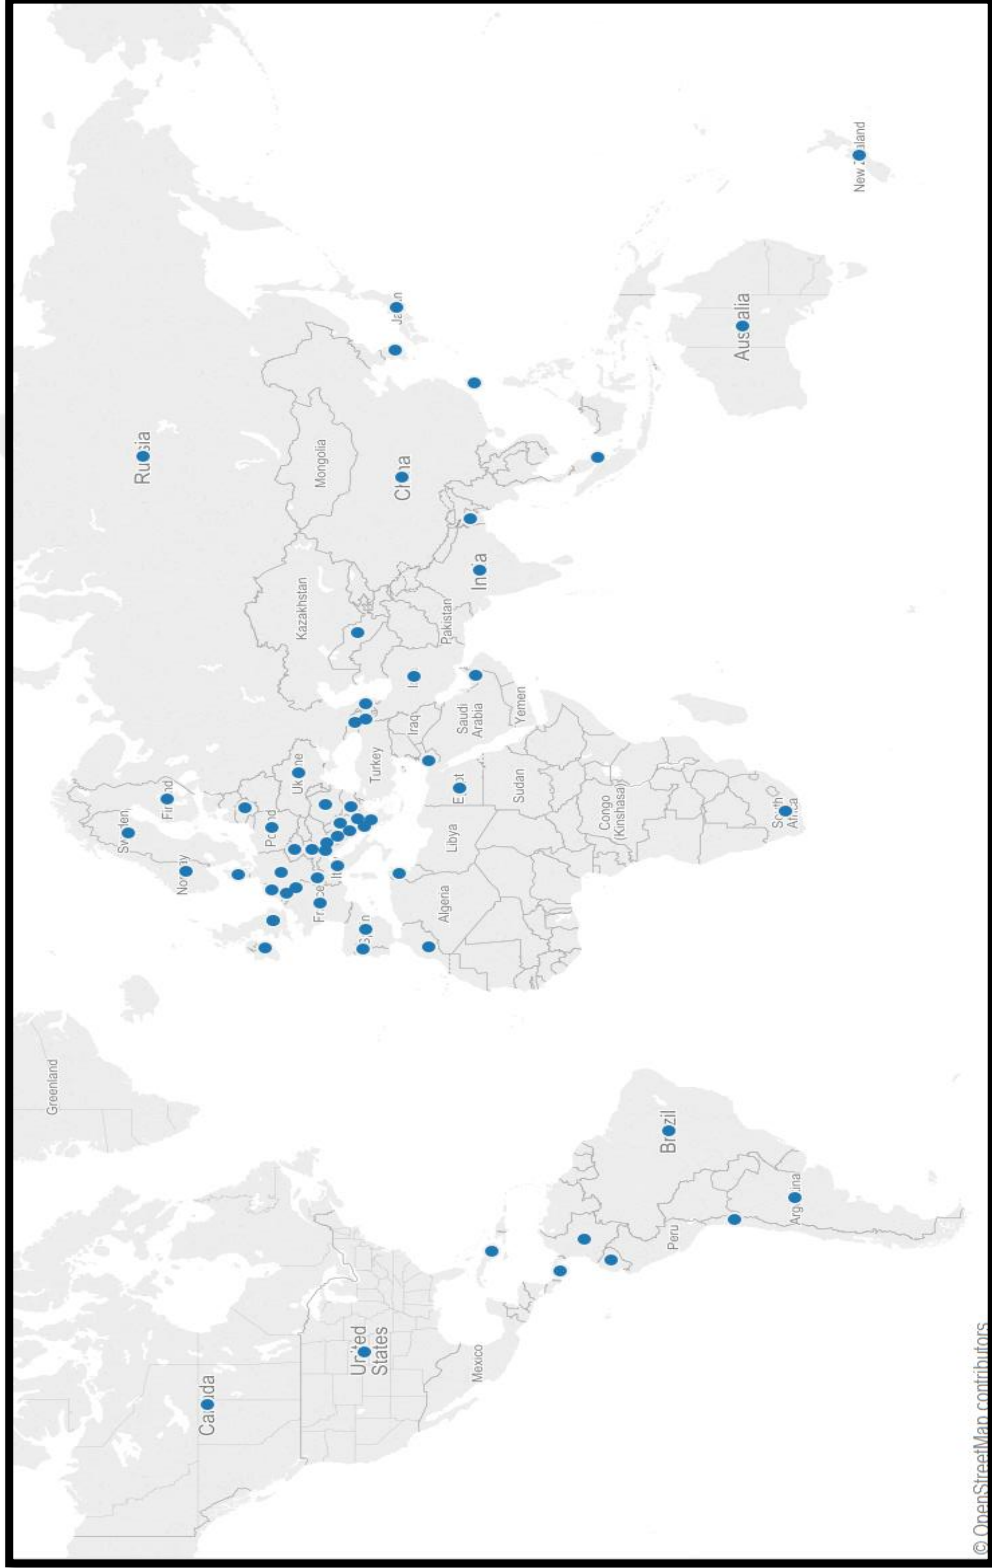 Greenland
Canada
United
States
Mexico
Peru
Brazil
Argentina
Sweden
Finland
Norway
Poland
Ukraine
France
Spain
Turkey
Algeria
Libya
Egypt
Sudan
Congo
(Kinshasa)
South
Africa
Iraq
Saudi
Arabia
Yemen
Russia
Kazakhstan
Mongolia
China
Pakistan
India
Japan
Australia
New Zealand
© OpenStreetMap contributors